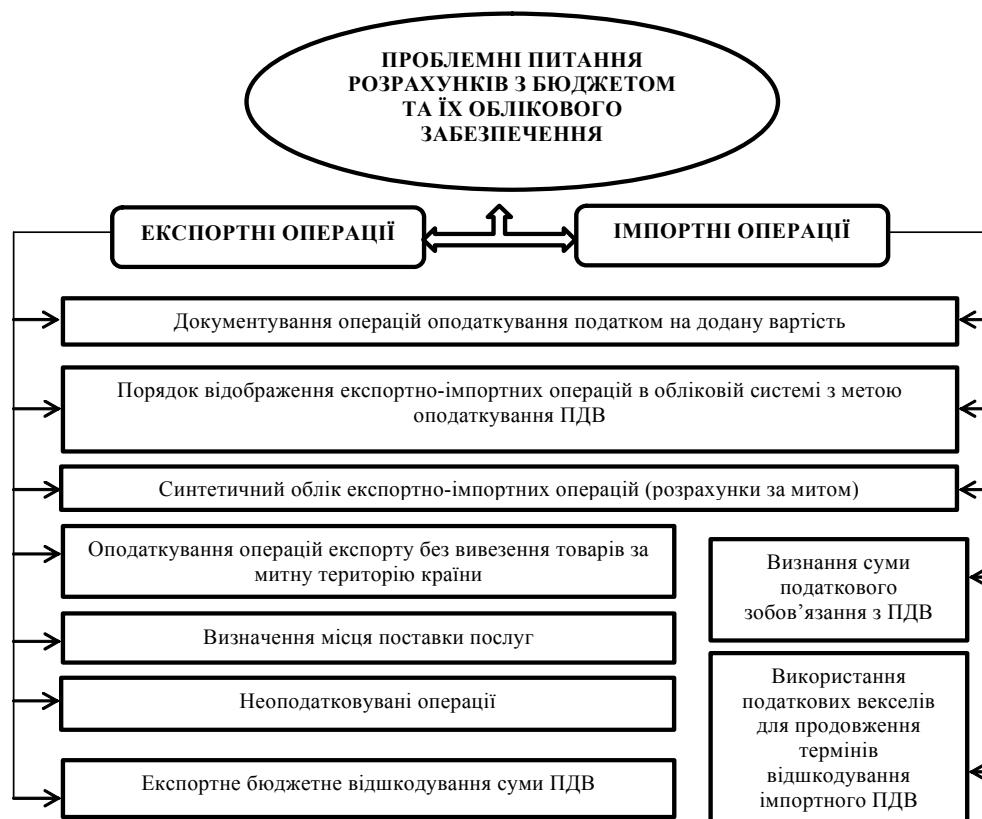 ПРОБЛЕМНІ ПИТАННЯ
РОЗРАХУНКІВ З БЮДЖЕТОМ
ТА ЇХ ОБЛІКОВОГО
ЗАБЕЗПЕЧЕННЯ
ЕКСПОРТНІ ОПЕРАЦІЇ
ІМПОРТНІ ОПЕРАЦІЇ
Документування операцій оподаткування податком на додану вартість
Порядок відображення експортно-імпортних операцій в обліковій системі з метою
оподаткування ПДВ
Синтетичний облік експортно-імпортних операцій (розрахунки за митом)
Оподаткування операцій експорту без вивезення товарів за
митну територію країни
Визначення місця поставки послуг
Неоподатковувані операції
Експортне бюджетне відшкодування суми ПДВ
Визнання суми
податкового
зобов’язання з ПДВ
Використання
податкових векселів
для продовження
термінів
відшкодування
імпортного ПДВ